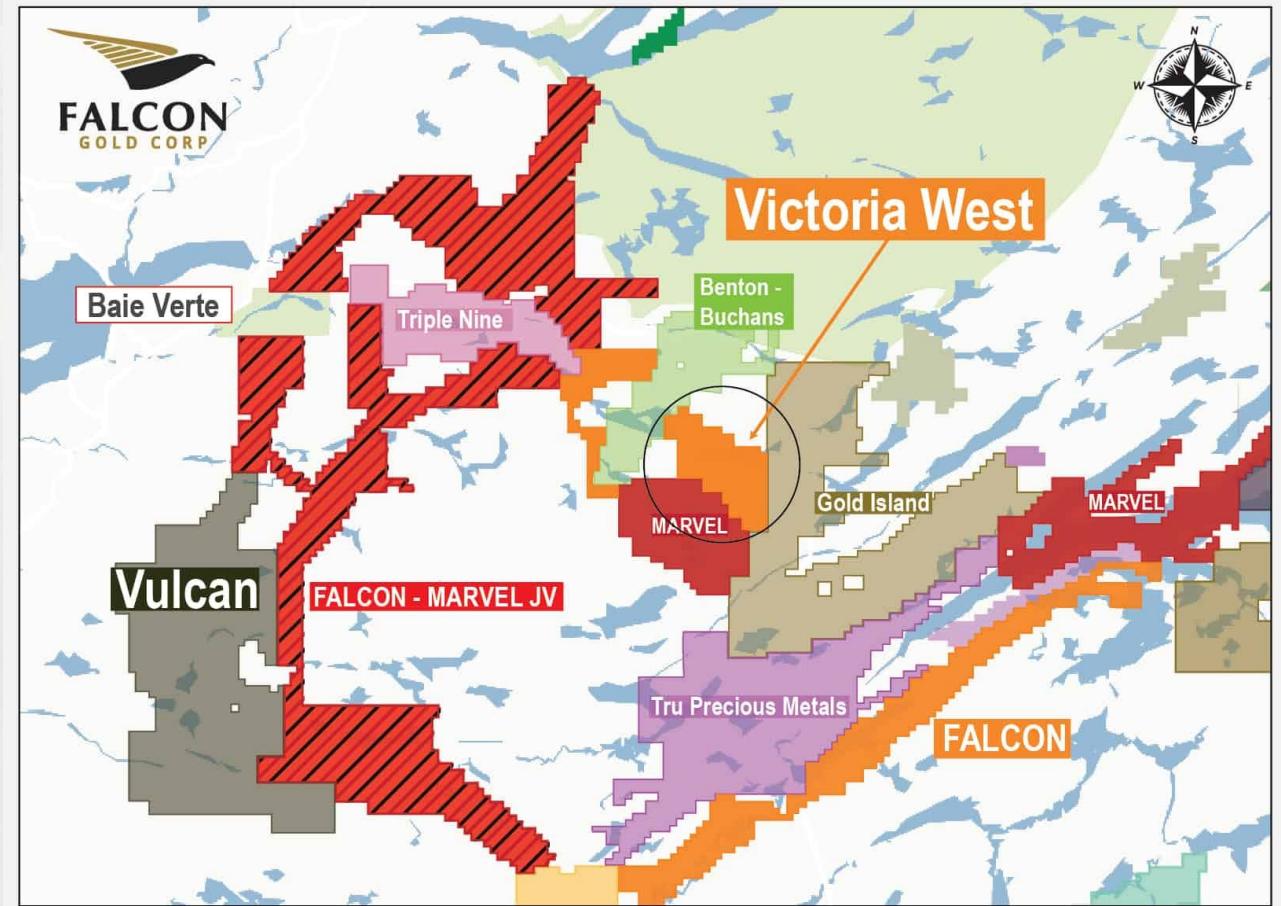 FALCON
GOLD CORP
N
W
E
S
Victoria West
Baie Verte
Triple Nine
Benton -
Buchans
MARVEL
Gold Island
MARVEL
Vulcan
FALCON - MARVEL JV
Tru Precious Metals
FALCON